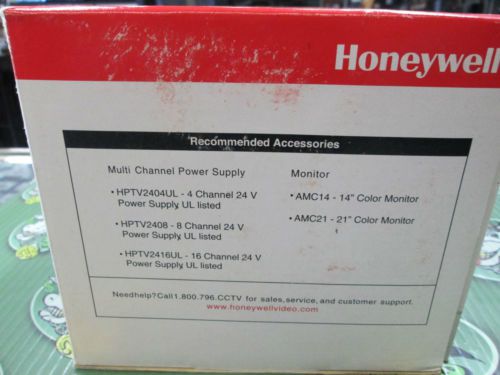 Honeywell
Recommended Accessories
Multi Channel Power Supply
• HPTV2404UL - 4 Channel 24 V
Power Supply, UL listed
• HPTV2408 - 8 Channel 24 V
Power Supply, UL listed
• HPTV2416UL - 16 Channel 24 V
Power Supply, UL listed
Monitor
• AMC14 - 14" Color Monitor
• AMC21 - 21" Color Monitor
Needhelp? Call 1.800.796.CCTV for sales, service, and customer support.
www.honeywellvideo.com